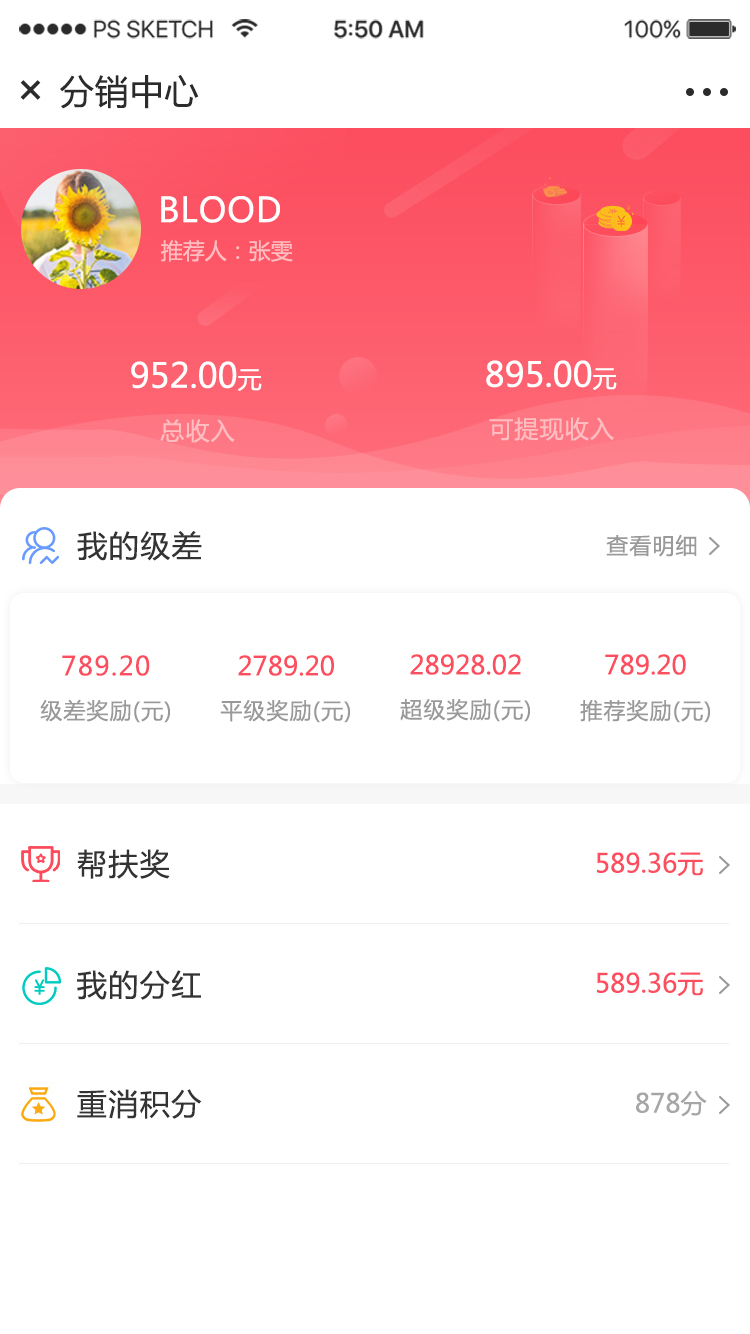 PS SKETCH 5:50 AM 100%
分销中心
BLOOD
推荐人：张雯
952.00元 895.00元
总收入 可提现收入
我的级差 查看明细
789.20 2789.20 28928.02 789.20
级差奖励(元) 平级奖励(元) 超级奖励(元) 推荐奖励(元)
帮扶奖 589.36元
我的分红 589.36元
重消积分 878分